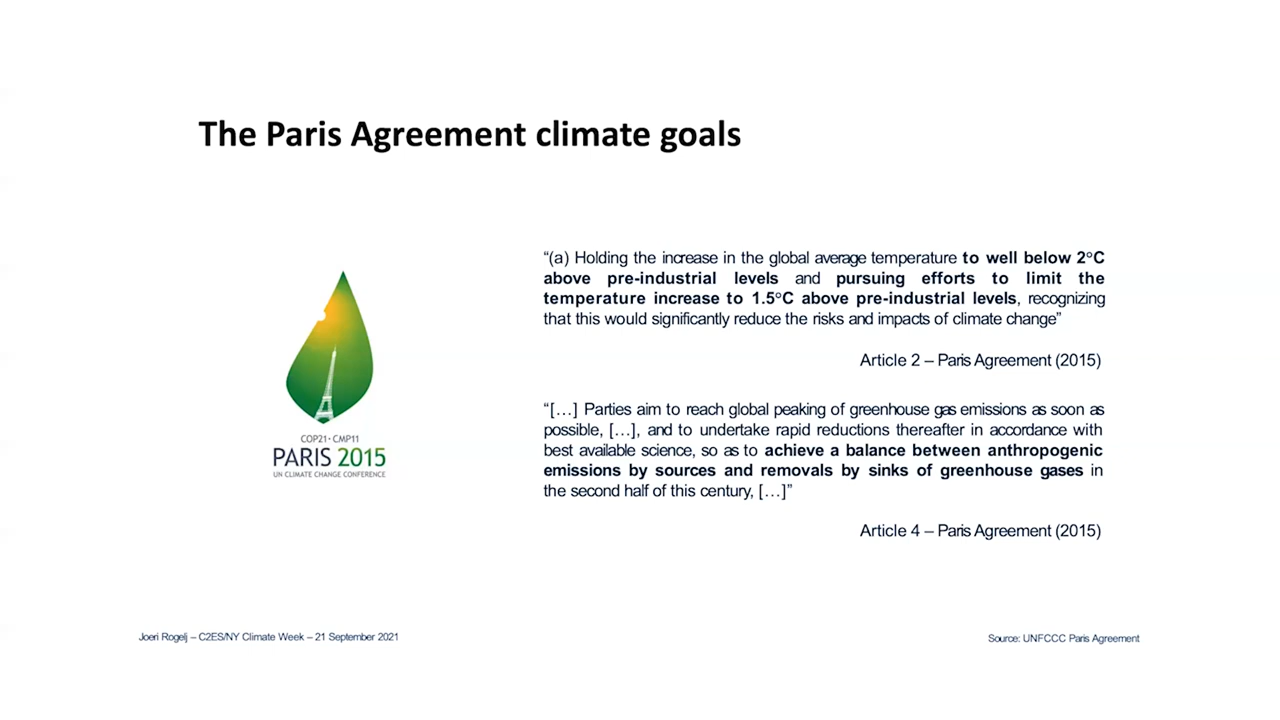 The Paris Agreement climate goals
“(a) Holding the increase in the global average temperature to well below 2°C
above pre-industrial levels and pursuing efforts to limit the
temperature increase to 1.5°C above pre-industrial levels, recognizing
that this would significantly reduce the risks and impacts of climate change”
Article 2 – Paris Agreement (2015)
“[…] Parties aim to reach global peaking of greenhouse gas emissions as soon as
possible, […], and to undertake rapid reductions thereafter in accordance with
best available science, so as to achieve a balance between anthropogenic
emissions by sources and removals by sinks of greenhouse gases in
the second half of this century, […]”
Article 4 – Paris Agreement (2015)
COP21 · CMP11
PARIS 2015
UN CLIMATE CHANGE CONFERENCE
Joeri Rogelj – C2ES/NY Climate Week – 21 September 2021
Source: UNFCCC Paris Agreement